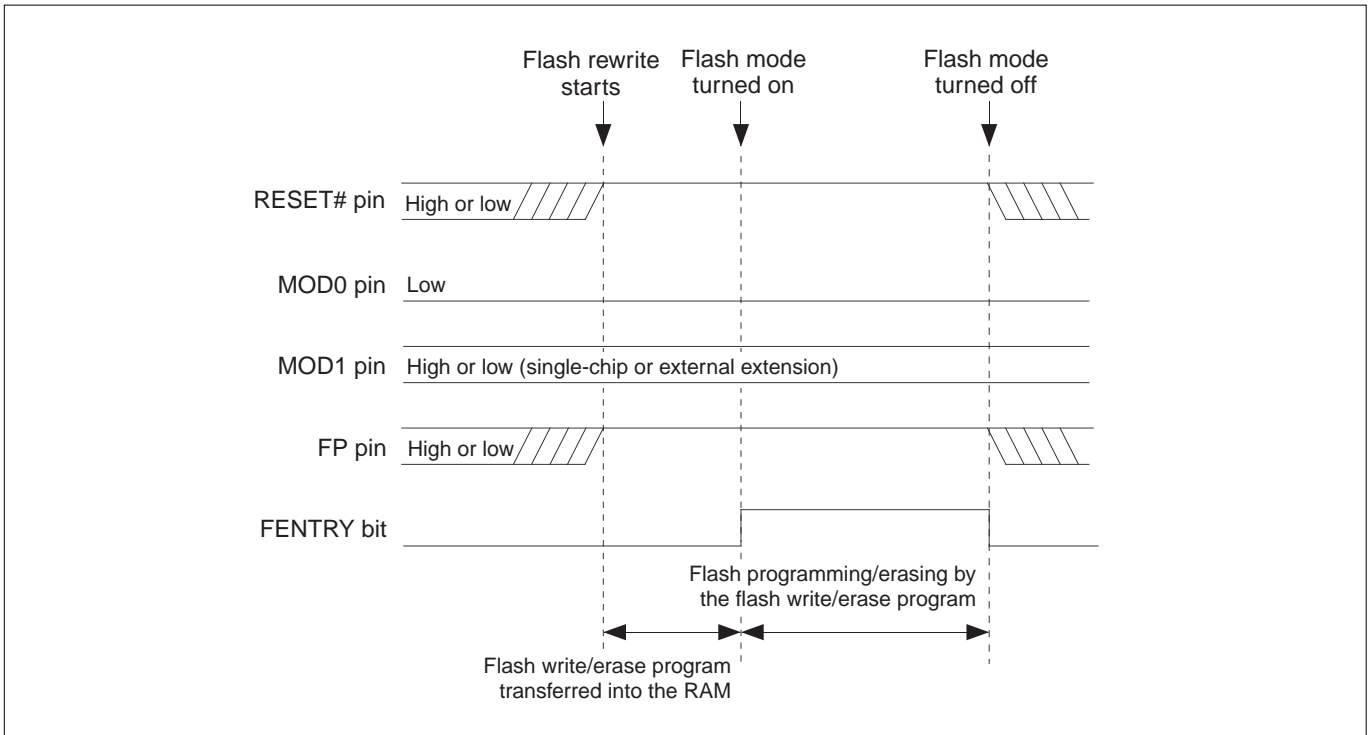 Flash rewrite
starts
Flash mode
turned on
Flash mode
turned off
RESET# pin
High or low
MOD0 pin
Low
MOD1 pin
High or low (single-chip or external extension)
FP pin
High or low
FENTRY bit
Flash programming/erasing by
the flash write/erase program
Flash write/erase program
transferred into the RAM